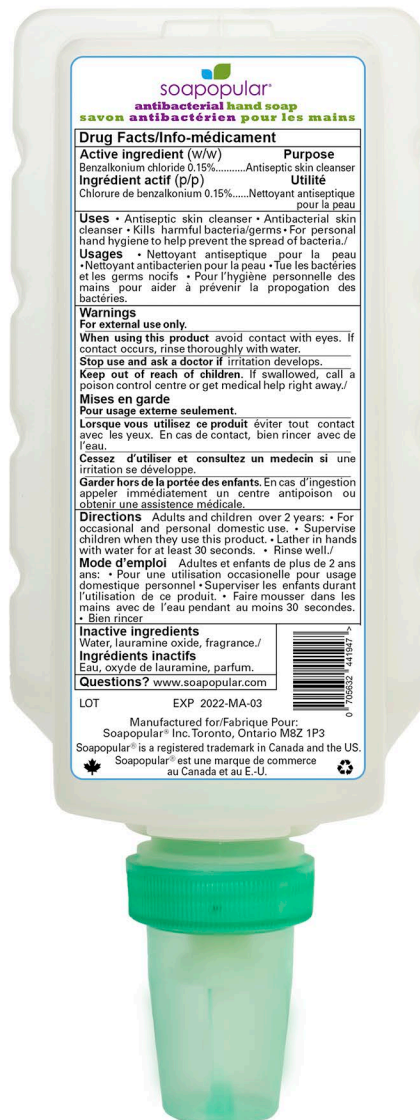 soapopular®
antibacterial hand soap
savon antibactérien pour les mains
Drug Facts/Info-médicament
Active ingredient (w/w) Purpose
Benzalkonium chloride 0.15%...........Antiseptic skin cleanser
Ingrédient actif (p/p) Utilité
Chlorure de benzalkonium 0.15%......Nettoyant antiseptique
pour la peau
Uses • Antiseptic skin cleanser • Antibacterial skin
cleanser • Kills harmful bacteria/germs • For personal
hand hygiene to help prevent the spread of bacteria./
Usages • Nettoyant antiseptique pour la peau
•Nettoyant antibacterien pour la peau •Tue les bactéries
et les germs nocifs • Pour l'hygiène personnelle des
mains pour aider à prévenir la propogation des
bactéries.
Warnings
For external use only.
When using this product avoid contact with eyes. If
contact occurs, rinse thoroughly with water.
Stop use and ask a doctor if irritation develops.
Keep out of reach of children. If swallowed, call a
poison control centre or get medical help right away./
Mises en garde
Pour usage externe seulement.
Lorsque vous utilisez ce produit éviter tout contact
avec les yeux. En cas de contact, bien rincer avec de
l'eau.
Cessez d'utiliser et consultez un medecin si une
irritation se développe.
Garder hors de la portée des enfants. En cas d'ingestion
appeler immédiatement un centre antipoison ou
obtenir une assistance médicale.
Directions Adults and children over 2 years: • For
occasional and personal domestic use. • Supervise
children when they use this product. • Lather in hands
with water for at least 30 seconds. • Rinse well./
Mode d'emploi Adultes et enfants de plus de 2 ans
ans: • Pour une utilisation occasionelle pour usage
domestique personnel • Superviser les enfants durant
l'utilisation de ce produit. • Faire mousser dans les
mains avec de l'eau pendant au moins 30 secondes.
• Bien rincer
Inactive ingredients
Water, lauramine oxide, fragrance./
Ingrédients inactifs
Eau, oxyde de lauramine, parfum.
Questions? www.soapopular.com
0 705632 441947 >
LOT EXP 2022-MA-03
Manufactured for/Fabrique Pour:
Soapopular® Inc. Toronto, Ontario M8Z 1P3
Soapopular® is a registered trademark in Canada and the US.
Soapopular® est une marque de commerce
au Canada et au E.-U.